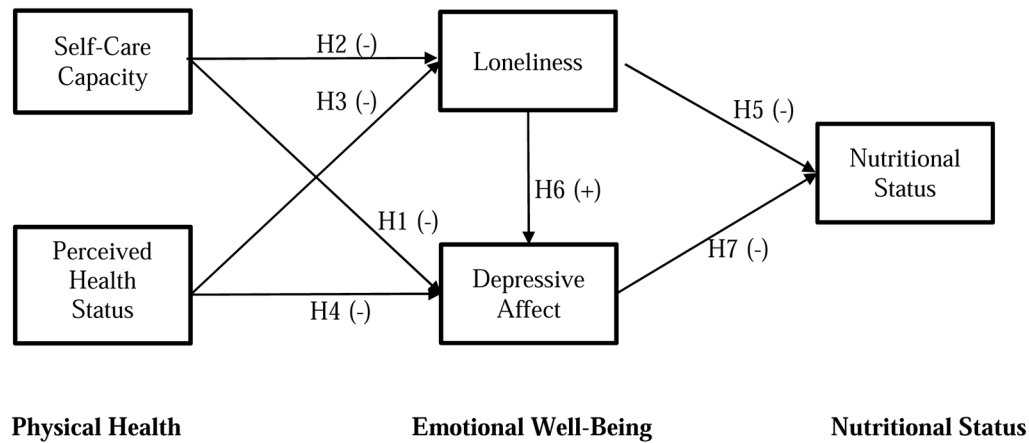 Self-Care
Capacity
H2 (-)
Loneliness
H3 (-)
H5 (-)
Nutritional
Status
H6 (+)
H1 (-)
Perceived
Health
Status
H4 (-)
Depressive
Affect
H7 (-)
Physical Health
Emotional Well-Being
Nutritional Status